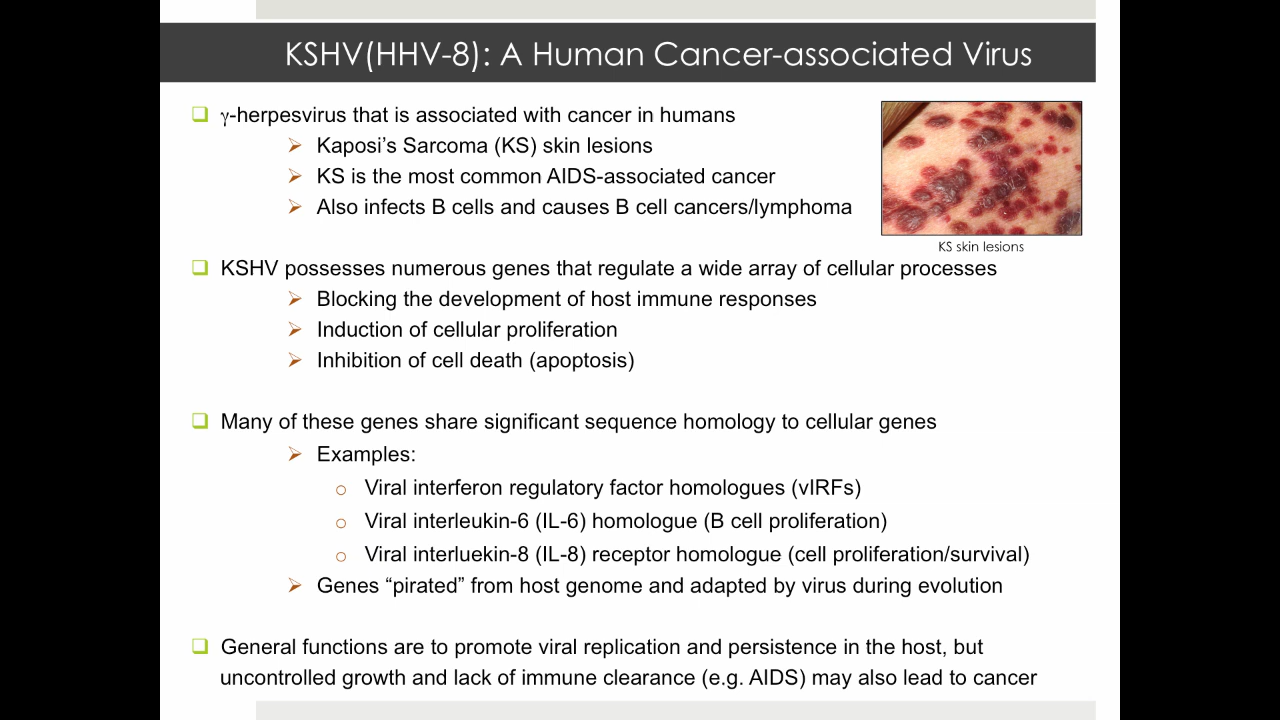 KSHV(HHV-8): A Human Cancer-associated Virus
γ-herpesvirus that is associated with cancer in humans
Kaposi’s Sarcoma (KS) skin lesions
KS is the most common AIDS-associated cancer
Also infects B cells and causes B cell cancers/lymphoma
KS skin lesions
KSHV possesses numerous genes that regulate a wide array of cellular processes
Blocking the development of host immune responses
Induction of cellular proliferation
Inhibition of cell death (apoptosis)
Many of these genes share significant sequence homology to cellular genes
Examples:
Viral interferon regulatory factor homologues (vIRFs)
Viral interleukin-6 (IL-6) homologue (B cell proliferation)
Viral interluekin-8 (IL-8) receptor homologue (cell proliferation/survival)
Genes “pirated” from host genome and adapted by virus during evolution
General functions are to promote viral replication and persistence in the host, but
uncontrolled growth and lack of immune clearance (e.g. AIDS) may also lead to cancer